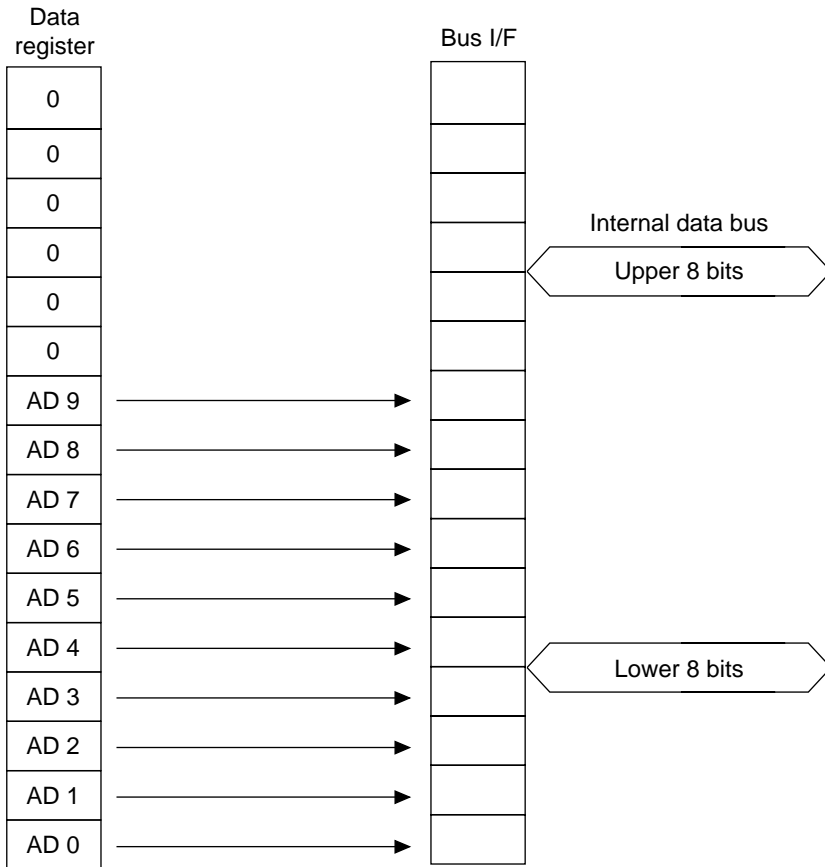 Data
register
Bus I/F
0
0
0
0
0
0
AD 9
AD 8
AD 7
AD 6
AD 5
AD 4
AD 3
AD 2
AD 1
AD 0
Internal data bus
Upper 8 bits
Lower 8 bits